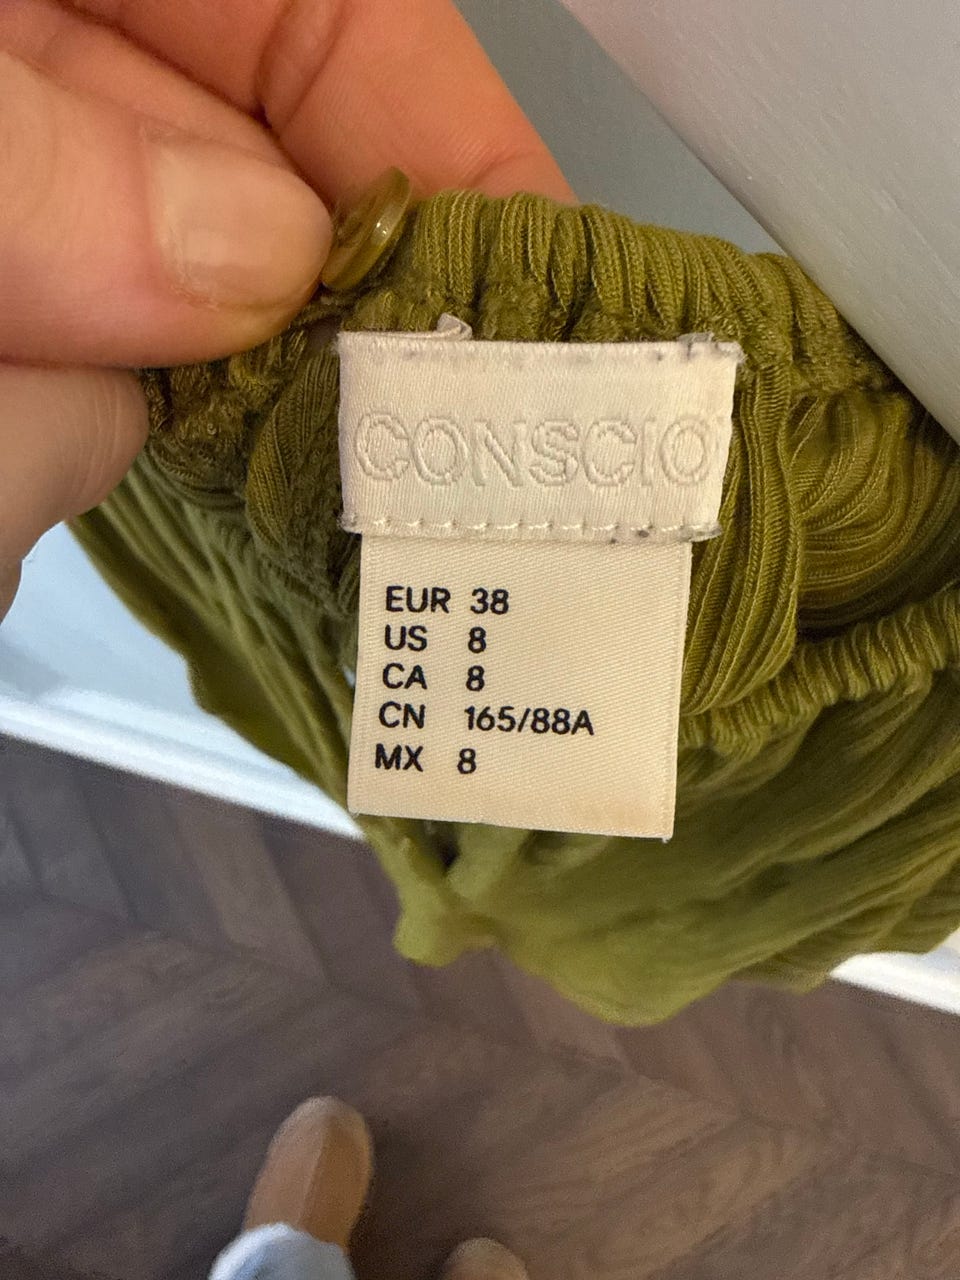 CONSCIO
EUR 38
US 8
CA 8
CN 165/88A
MX 8